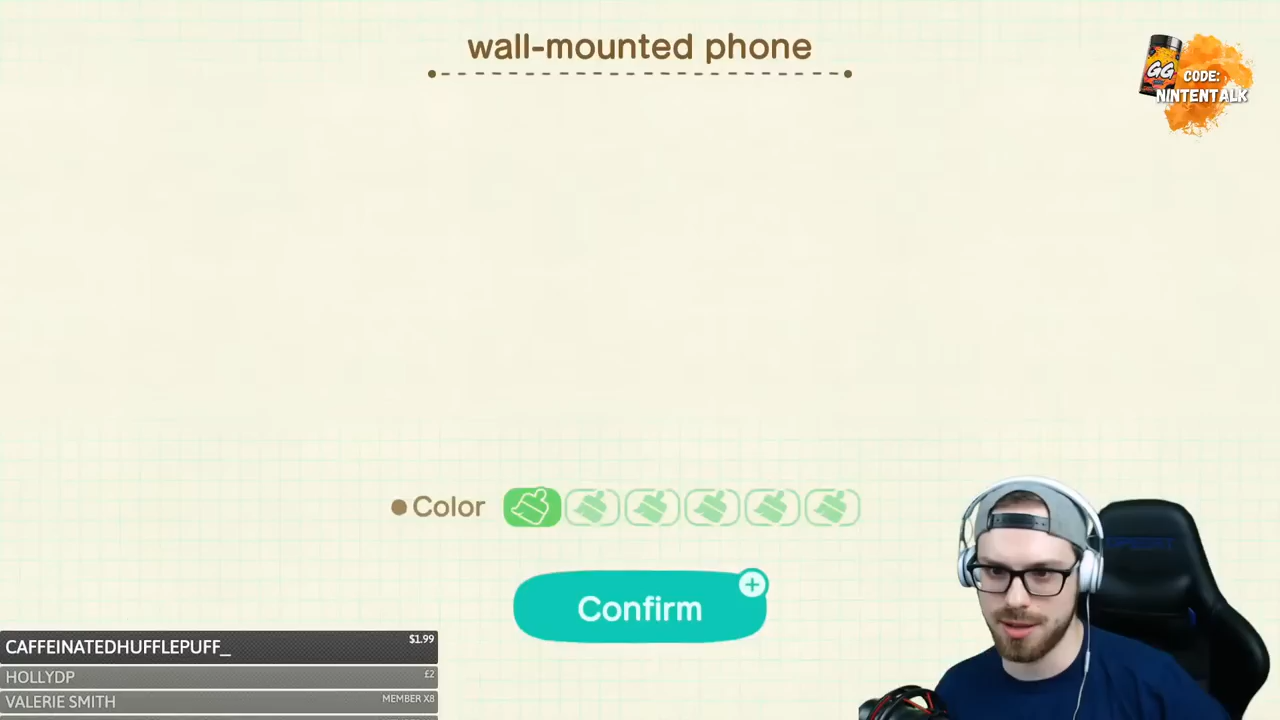 wall-mounted phone
GG
CODE:
NINTENTALK
Color
Confirm
CAFFEINATEDHUFFLEPUFF_ $1.99
HOLLYDP £2
VALERIE SMITH MEMBER X8